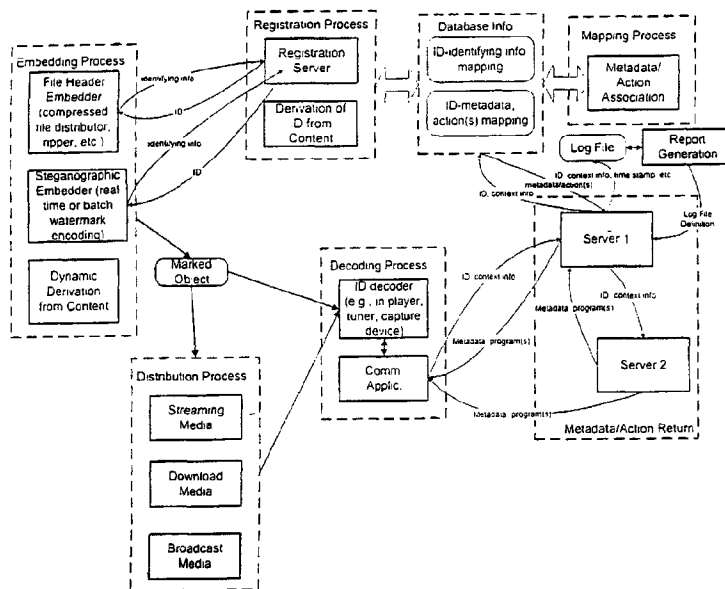 Registration Process
Registration
Server
Derivation of
ID from
Content
Database Info
ID-identifying info
mapping
ID-metadata,
action(s) mapping
Mapping Process
Metadata/
Action
Association
Embedding Process
File Header
Embedder
(compressed
file distributor,
ripper, etc.)
Steganographic
Embedder (real
time or batch
watermark
encoding)
Dynamic
Derivation
from Content
identifying info
ID
identifying info
ID
Log File
Report
Generation
ID, context info, time stamp, etc
metadata/action(s)
ID, context info
Log File
Definition
Marked
Object
Decoding Process
ID decoder
(e.g., in player,
tuner, capture
device)
Comm
Applic.
ID, context info
Metadata, program(s)
Server 1
ID, context info
Metadata, program(s)
Server 2
Metadata, program(s)
Metadata/Action Return
Distribution Process
Streaming
Media
Download
Media
Broadcast
Media